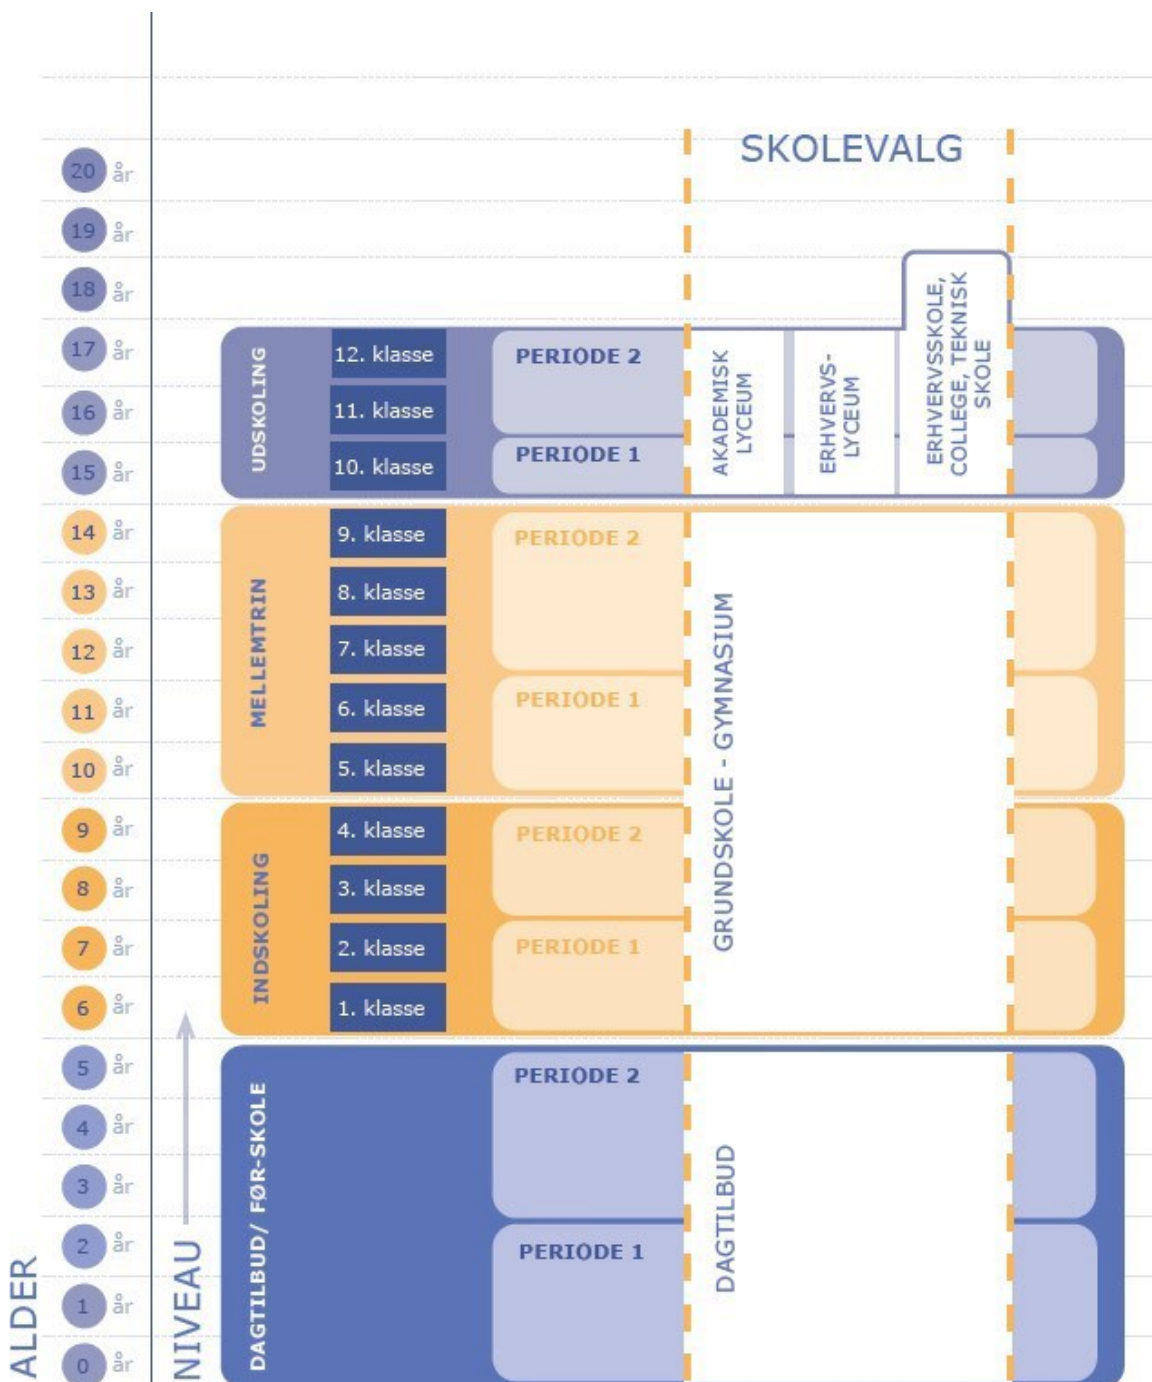 SKOLEVALG
20 år
19 år
18 år
17 år
16 år
15 år
14 år
13 år
12 år
11 år
10 år
9 år
8 år
7 år
6 år
5 år
4 år
3 år
2 år
1 år
0 år
ALDER
NIVEAU
UDSKOLING
12. klasse
11. klasse
10. klasse
PERIODE 2
PERIODE 1
AKADEMISK
LYCEUM
ERHVERVS-
LYCEUM
ERHVERVSSKOLE,
COLLEGE, TEKNISK
SKOLE
MELLEMTRIN
9. klasse
8. klasse
7. klasse
6. klasse
5. klasse
PERIODE 2
PERIODE 1
INDSKOLING
4. klasse
3. klasse
2. klasse
1. klasse
PERIODE 2
PERIODE 1
GRUNDSKOLE - GYMNASIUM
DAGTILBUD/ FØR-SKOLE
PERIODE 2
PERIODE 1
DAGTILBUD